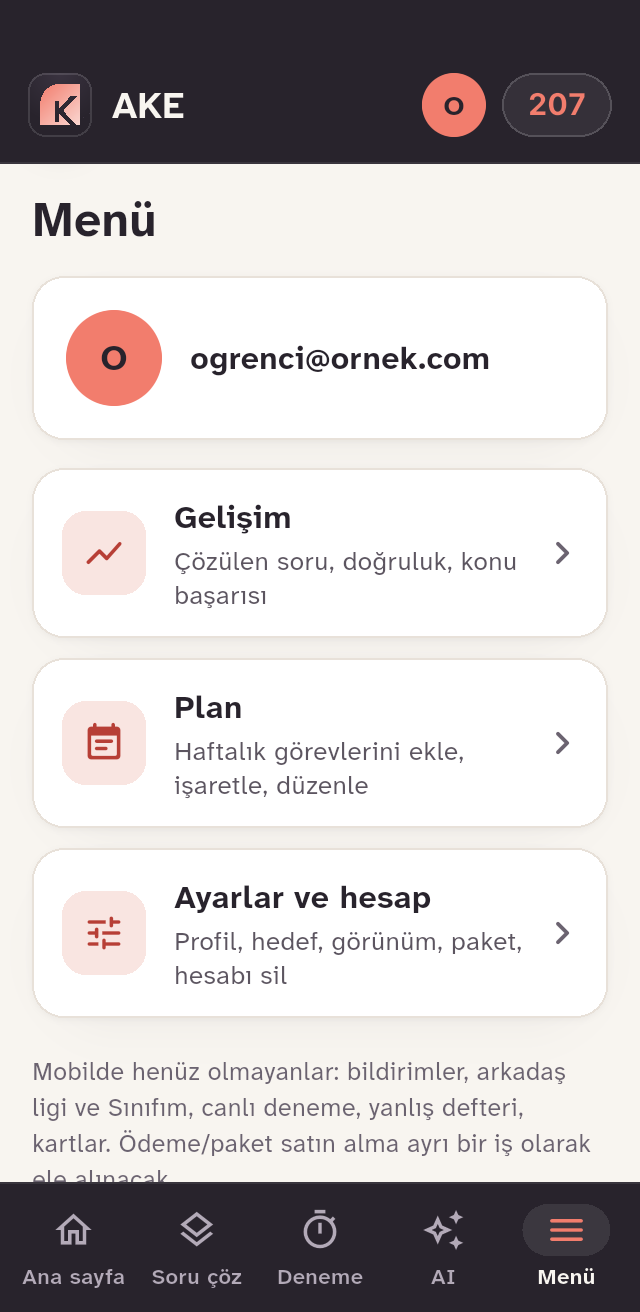 K AKE O 207
Menü
O ogrenci@ornek.com
Gelişim
Çözülen soru, doğruluk, konu
başarısı
Plan
Haftalık görevlerini ekle,
işaretle, düzenle
Ayarlar ve hesap
Profil, hedef, görünüm, paket,
hesabı sil
Mobilde henüz olmayanlar: bildirimler, arkadaş
ligi ve Sınıfım, canlı deneme, yanlış defteri,
kartlar. Ödeme/paket satın alma ayrı bir iş olarak
ele alınacak.
Ana sayfa Soru çöz Deneme AI Menü